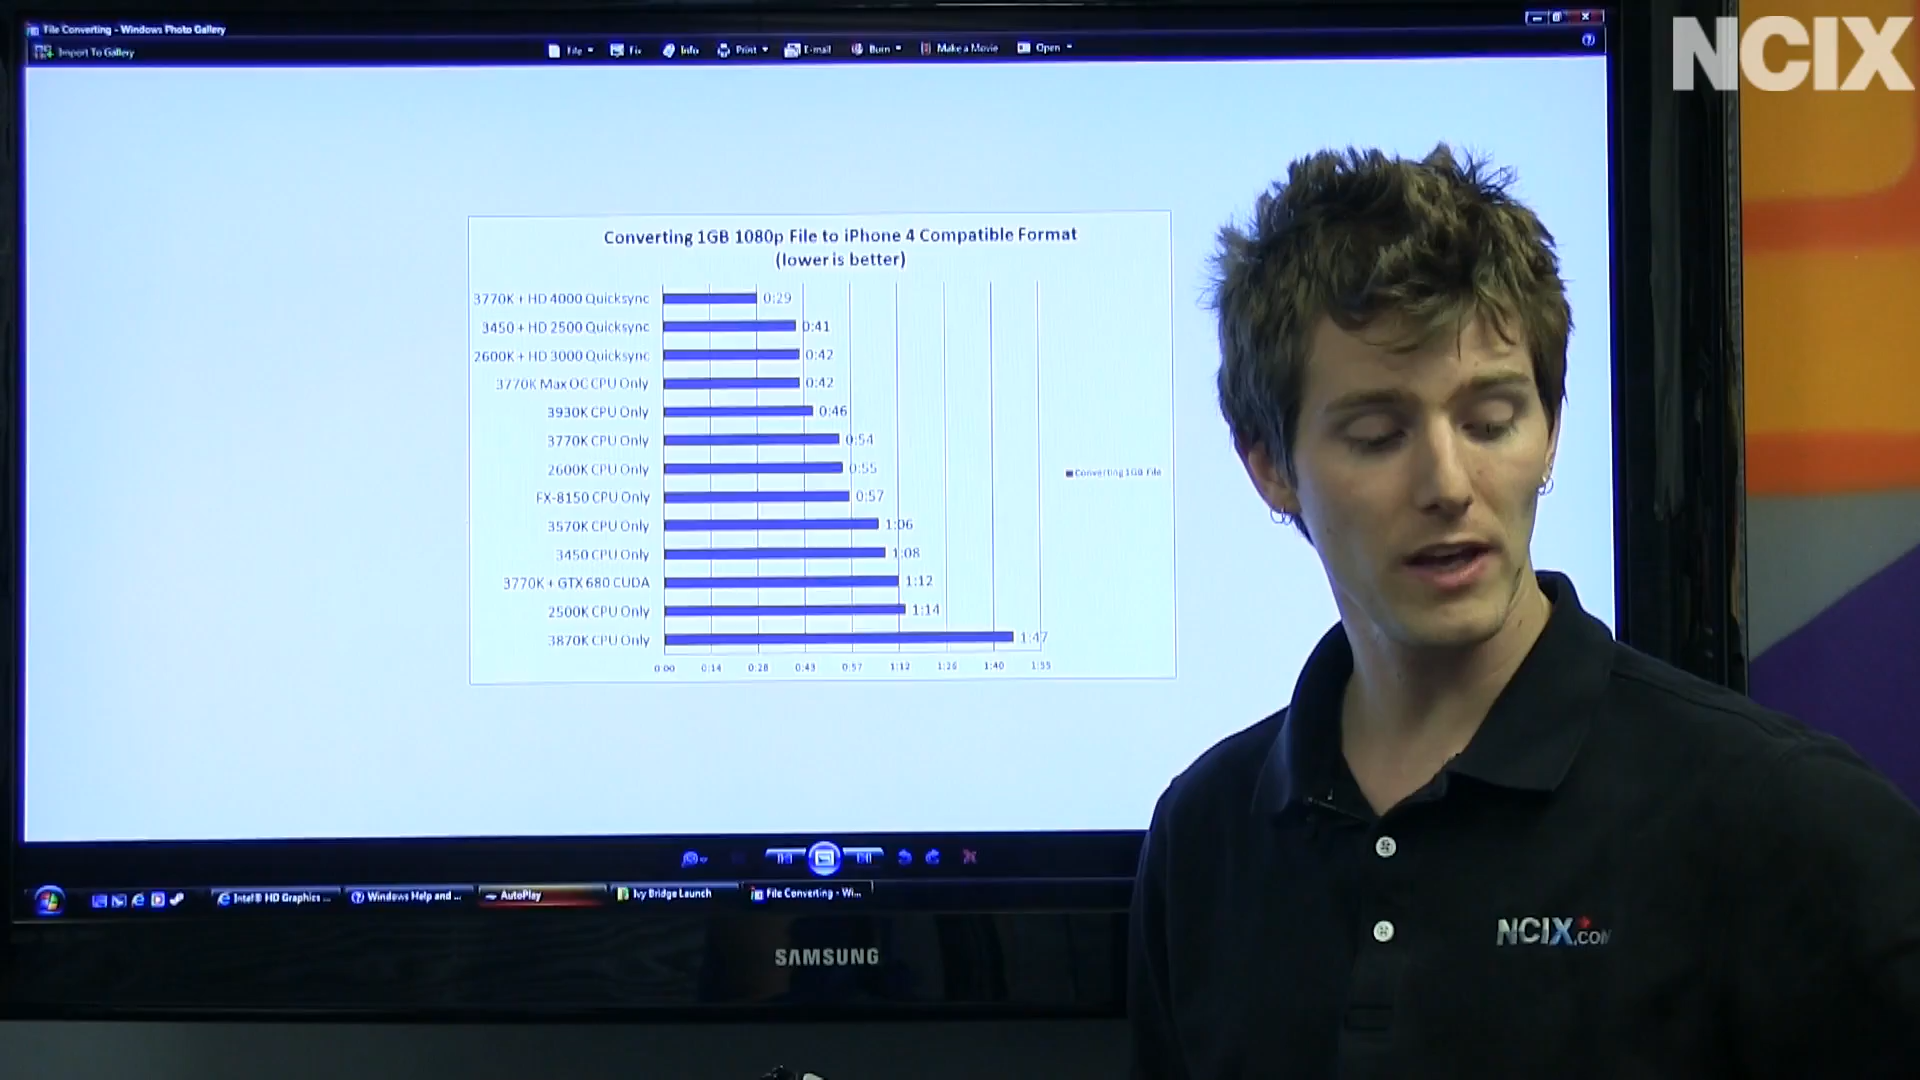 File Converting - Windows Photo Gallery
Import To Gallery
File
Fix
Info
Print
E-mail
Burn
Make a Movie
Open
NCIX
Converting 1GB 1080p File to iPhone 4 Compatible Format
(lower is better)
3770K + HD 4000 Quicksync 0:29
3450 + HD 2500 Quicksync 0:41
2600K + HD 3000 Quicksync 0:42
3770K Max OC CPU Only 0:42
3930K CPU Only 0:46
3770K CPU Only 0:54
2600K CPU Only 0:55
FX-8150 CPU Only 0:57
3570K CPU Only 1:06
3450 CPU Only 1:08
3770K + GTX 680 CUDA 1:12
2500K CPU Only 1:14
3870K CPU Only 1:47
0:00 0:14 0:28 0:43 0:57 1:12 1:26 1:40 1:55
Converting 1GB File
Intel® HD Graphics ...
Windows Help and ...
AutoPlay
Ivy Bridge Launch
File Converting - Wi...
SAMSUNG
NCIX.COM